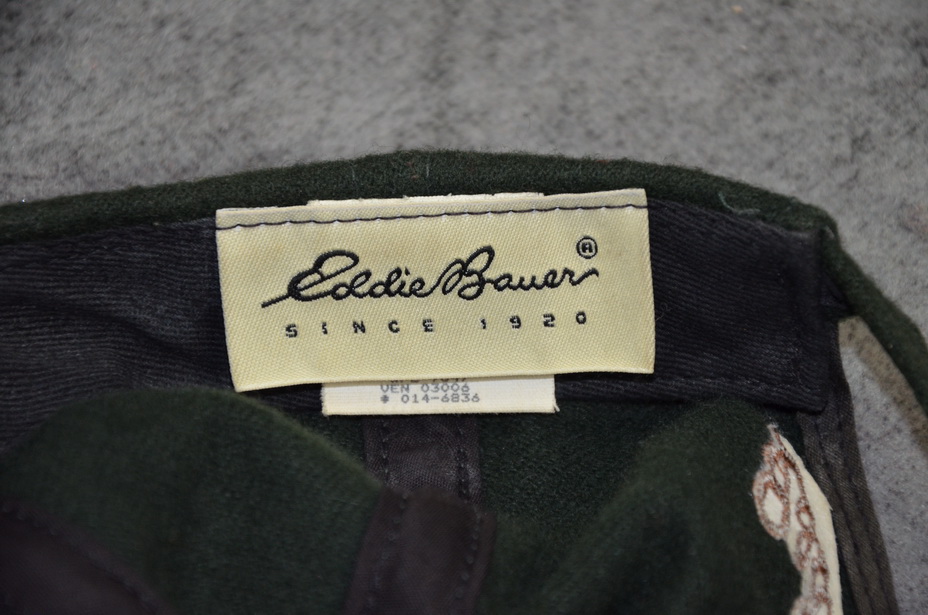 Eddie Bauer®
SINCE 1920
VEN 03006
# 014-6836